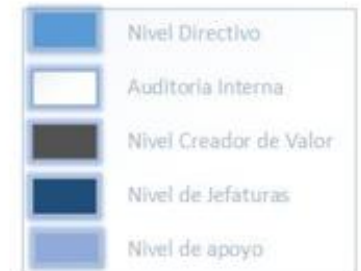 Nivel Directivo
Auditoria Interna
Nivel Creador de Valor
Nivel de Jefaturas
Nivel de apoyo